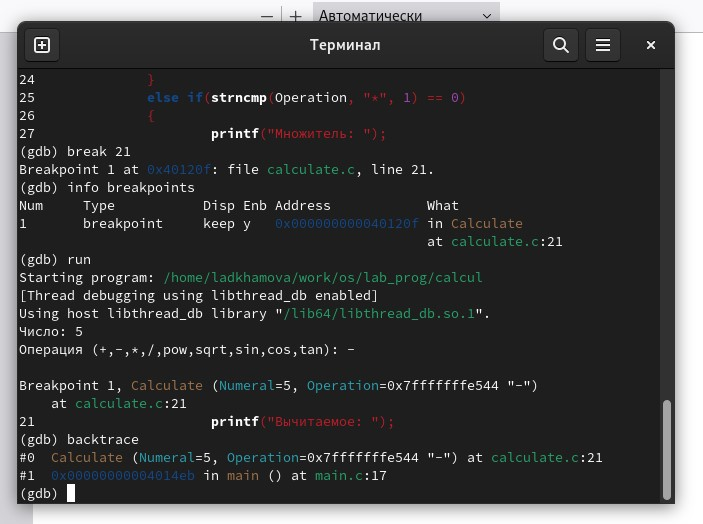 Автоматически
Терминал
24 }
25 else if(strncmp(Operation, "*", 1) == 0)
26 {
27 printf("Множитель: ");
(gdb) break 21
Breakpoint 1 at 0x40120f: file calculate.c, line 21.
(gdb) info breakpoints
Num Type Disp Enb Address What
1 breakpoint keep y 0x000000000040120f in Calculate
at calculate.c:21
(gdb) run
Starting program: /home/ladkhamova/work/os/lab_prog/calcul
[Thread debugging using libthread_db enabled]
Using host libthread_db library "/lib64/libthread_db.so.1".
Число: 5
Операция (+,-,*,/,pow,sqrt,sin,cos,tan): -
Breakpoint 1, Calculate (Numeral=5, Operation=0x7fffffffe544 "-")
at calculate.c:21
21 printf("Вычитаемое: ");
(gdb) backtrace
#0 Calculate (Numeral=5, Operation=0x7fffffffe544 "-") at calculate.c:21
#1 0x00000000004014eb in main () at main.c:17
(gdb)